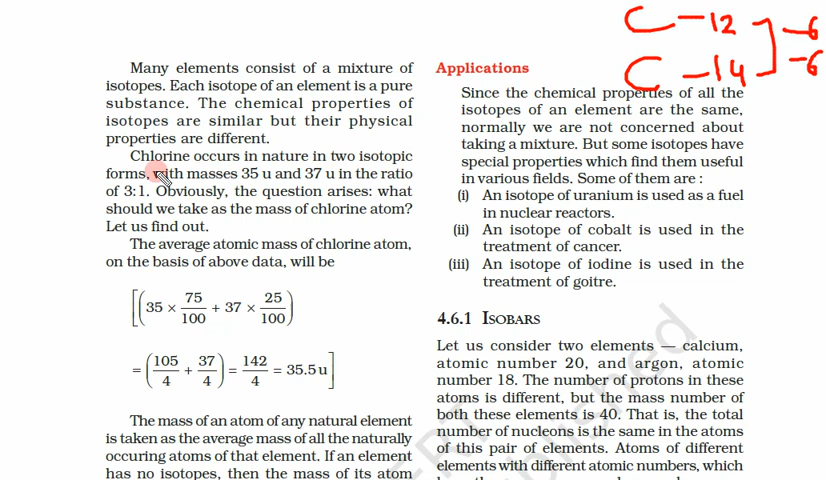 Many elements consist of a mixture of
isotopes. Each isotope of an element is a pure
substance. The chemical properties of
isotopes are similar but their physical
properties are different.
Chlorine occurs in nature in two isotopic
forms, with masses 35 u and 37 u in the ratio
of 3:1. Obviously, the question arises: what
should we take as the mass of chlorine atom?
Let us find out.
The average atomic mass of chlorine atom,
on the basis of above data, will be
[(35 × 75/100 + 37 × 25/100)
= (105/4 + 37/4) = 142/4 = 35.5 u]
The mass of an atom of any natural element
is taken as the average mass of all the naturally
occuring atoms of that element. If an element
has no isotopes, then the mass of its atom
C – 12 ] – 6
C – 14 ] – 6
Applications
Since the chemical properties of all the
isotopes of an element are the same,
normally we are not concerned about
taking a mixture. But some isotopes have
special properties which find them useful
in various fields. Some of them are :
(i) An isotope of uranium is used as a fuel
in nuclear reactors.
(ii) An isotope of cobalt is used in the
treatment of cancer.
(iii) An isotope of iodine is used in the
treatment of goitre.
4.6.1 ISOBARS
Let us consider two elements — calcium,
atomic number 20, and argon, atomic
number 18. The number of protons in these
atoms is different, but the mass number of
both these elements is 40. That is, the total
number of nucleons is the same in the atoms
of this pair of elements. Atoms of different
elements with different atomic numbers, which